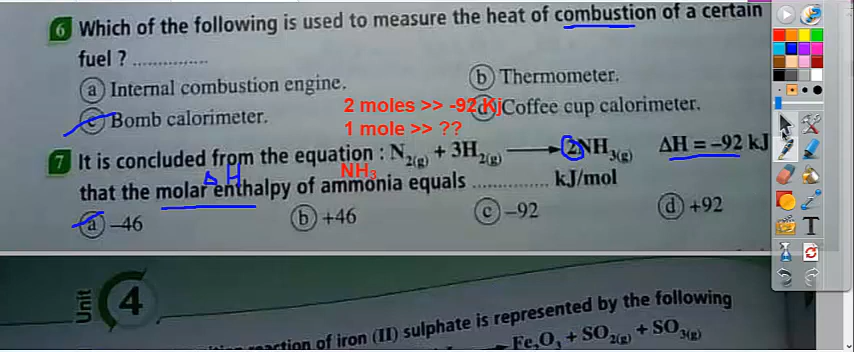 6 Which of the following is used to measure the heat of combustion of a certain
fuel ? ..............
a Internal combustion engine.
b Thermometer.
c Bomb calorimeter.
d Coffee cup calorimeter.
2 moles >> -92 Kj
1 mole >> ??
7 It is concluded from the equation : N2(g) + 3H2(g) → 2NH3(g) ΔH = –92 kJ
ΔH
NH3
that the molar enthalpy of ammonia equals .............. kJ/mol
a –46
b +46
c –92
d +92
T
Unit 4
reaction of iron (II) sulphate is represented by the following
Fe2O3 + SO2(g) + SO3(g)